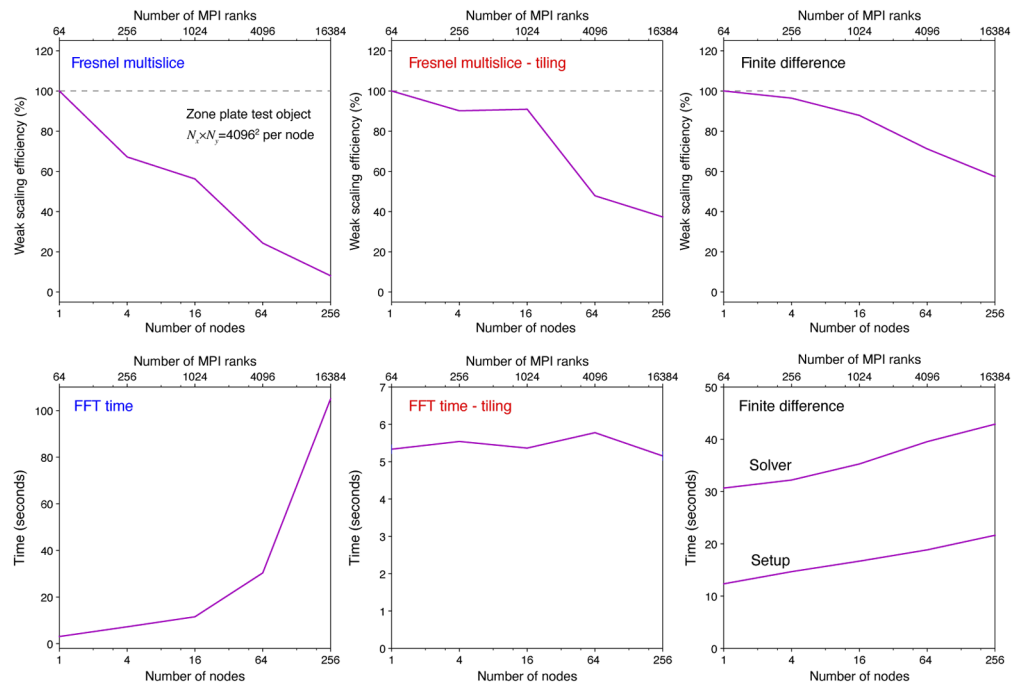 Number of MPI ranks
64 256 1024 4096 16384
120
100
80
60
40
20
0
Weak scaling efficiency (%)
Fresnel multislice
Zone plate test object
Nₓ×Nᵧ=4096² per node
1 4 16 64 256
Number of nodes
Number of MPI ranks
64 256 1024 4096 16384
120
100
80
60
40
20
0
Weak scaling efficiency (%)
Fresnel multislice - tiling
1 4 16 64 256
Number of nodes
Number of MPI ranks
64 256 1024 4096 16384
120
100
80
60
40
20
0
Weak scaling efficiency (%)
Finite difference
1 4 16 64 256
Number of nodes
Number of MPI ranks
64 256 1024 4096 16384
100
80
60
40
20
0
Time (seconds)
FFT time
1 4 16 64 256
Number of nodes
Number of MPI ranks
64 256 1024 4096 16384
7
6
5
4
3
2
1
0
Time (seconds)
FFT time - tiling
1 4 16 64 256
Number of nodes
Number of MPI ranks
64 256 1024 4096 16384
50
40
30
20
10
0
Time (seconds)
Finite difference
Solver
Setup
1 4 16 64 256
Number of nodes